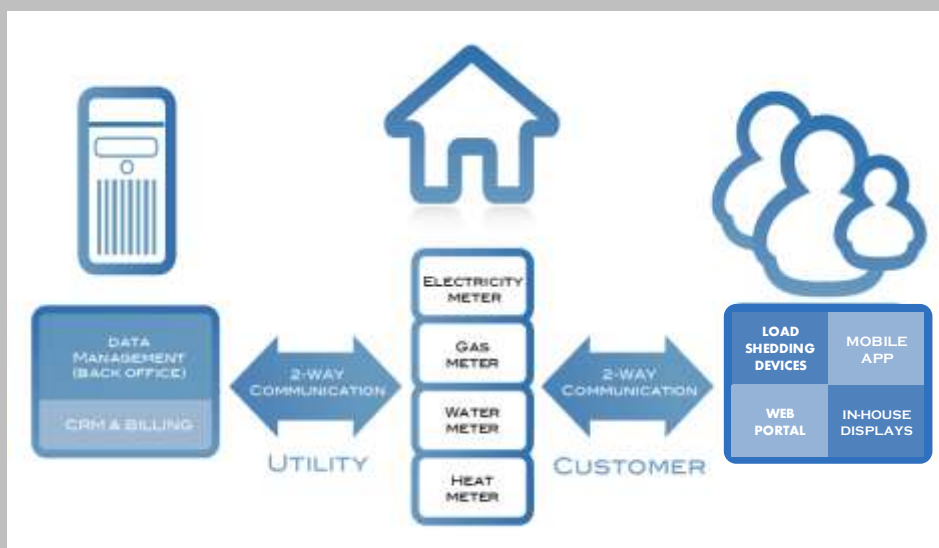 DATA
MANAGEMENT
(BACK OFFICE)
CRM & BILLING
2-WAY
COMMUNICATION
UTILITY
ELECTRICITY
METER
GAS
METER
WATER
METER
HEAT
METER
2-WAY
COMMUNICATION
CUSTOMER
LOAD
SHEDDING
DEVICES
MOBILE
APP
WEB
PORTAL
IN-HOUSE
DISPLAYS